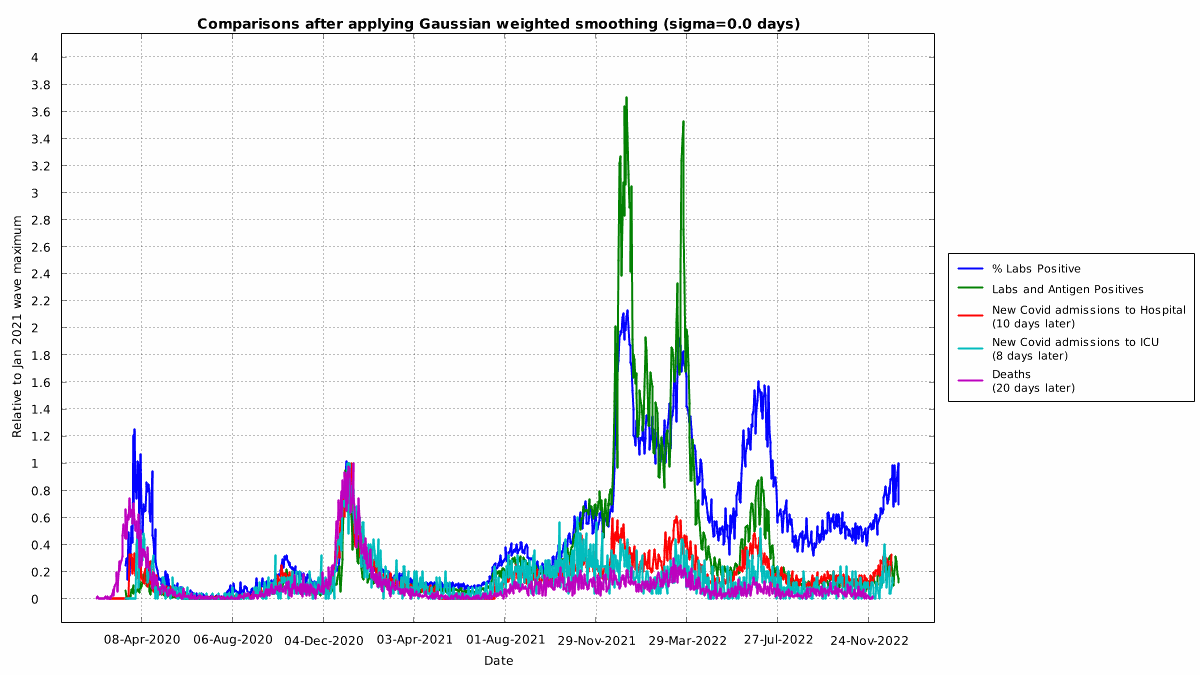 Comparisons after applying Gaussian weighted smoothing (sigma=0.0 days)
Relative to Jan 2021 wave maximum
4
3.8
3.6
3.4
3.2
3
2.8
2.6
2.4
2.2
2
1.8
1.6
1.4
1.2
1
0.8
0.6
0.4
0.2
0
08-Apr-2020 06-Aug-2020 04-Dec-2020 03-Apr-2021 01-Aug-2021 29-Nov-2021 29-Mar-2022 27-Jul-2022 24-Nov-2022
Date
% Labs Positive
Labs and Antigen Positives
New Covid admissions to Hospital
(10 days later)
New Covid admissions to ICU
(8 days later)
Deaths
(20 days later)